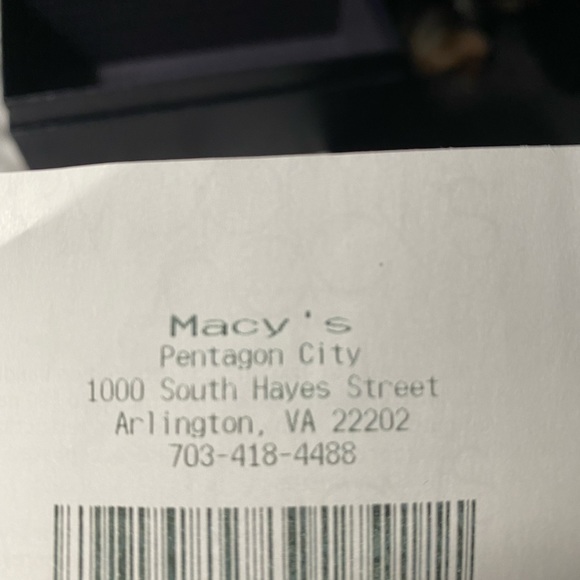 Macy's
Pentagon City
1000 South Hayes Street
Arlington, VA 22202
703-418-4488